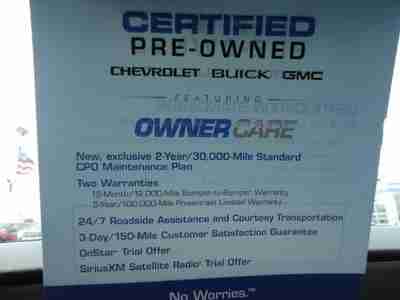 CERTIFIED
PRE-OWNED
CHEVROLET BUICK GMC
FEATURING
OWNER CARE
New, exclusive 2-Year/30,000-Mile Standard
CPO Maintenance Plan
Two Warranties
12-Month/12,000-Mile Bumper-to-Bumper Warranty
5-Year/100,000-Mile Powertrain Limited Warranty
24/7 Roadside Assistance and Courtesy Transportation
3-Day/150-Mile Customer Satisfaction Guarantee
OnStar Trial Offer
SiriusXM Satellite Radio Trial Offer
No Worries.™